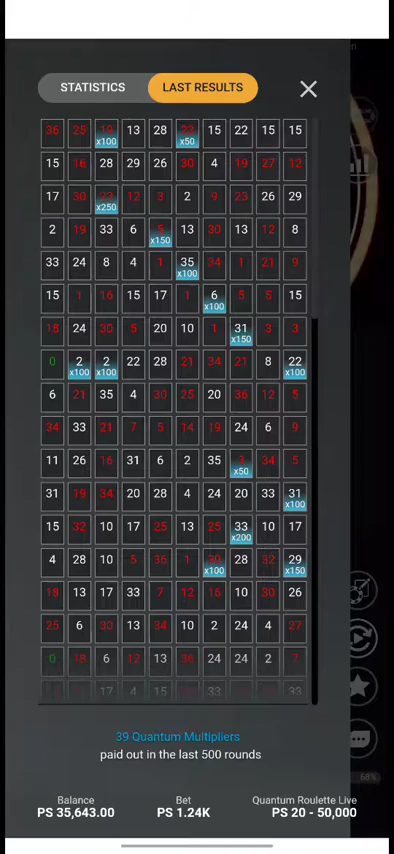 STATISTICS LAST RESULTS
36 25 19 13 28 23 15 22 15 15
x100 x50
15 16 28 29 26 30 4 19 27 12
17 30 23 12 3 2 9 23 26 29
x250
2 19 33 6 5 13 30 13 12 8
x150
33 24 8 4 1 35 34 1 21 9
x100
15 1 16 15 17 1 6 5 5 15
x100
18 24 30 5 20 10 1 31 3 3
x150
0 2 2 22 28 21 34 21 8 22
x100 x100 x100
6 21 35 4 30 25 20 36 12 5
34 33 21 7 5 14 19 24 6 9
11 26 16 31 6 2 35 3 34 5
x50
31 19 34 20 28 4 24 20 33 31
x100
15 32 10 17 25 13 25 33 10 17
x200
4 28 10 5 36 1 30 28 32 29
x100 x150
18 13 17 33 7 12 16 10 30 26
25 6 30 13 34 10 2 24 4 27
0 18 6 12 13 36 24 24 2 7
17 4 15 33 33
39 Quantum Multipliers
paid out in the last 500 rounds
Balance Bet Quantum Roulette Live
PS 35,643.00 PS 1.24K PS 20 - 50,000
68%